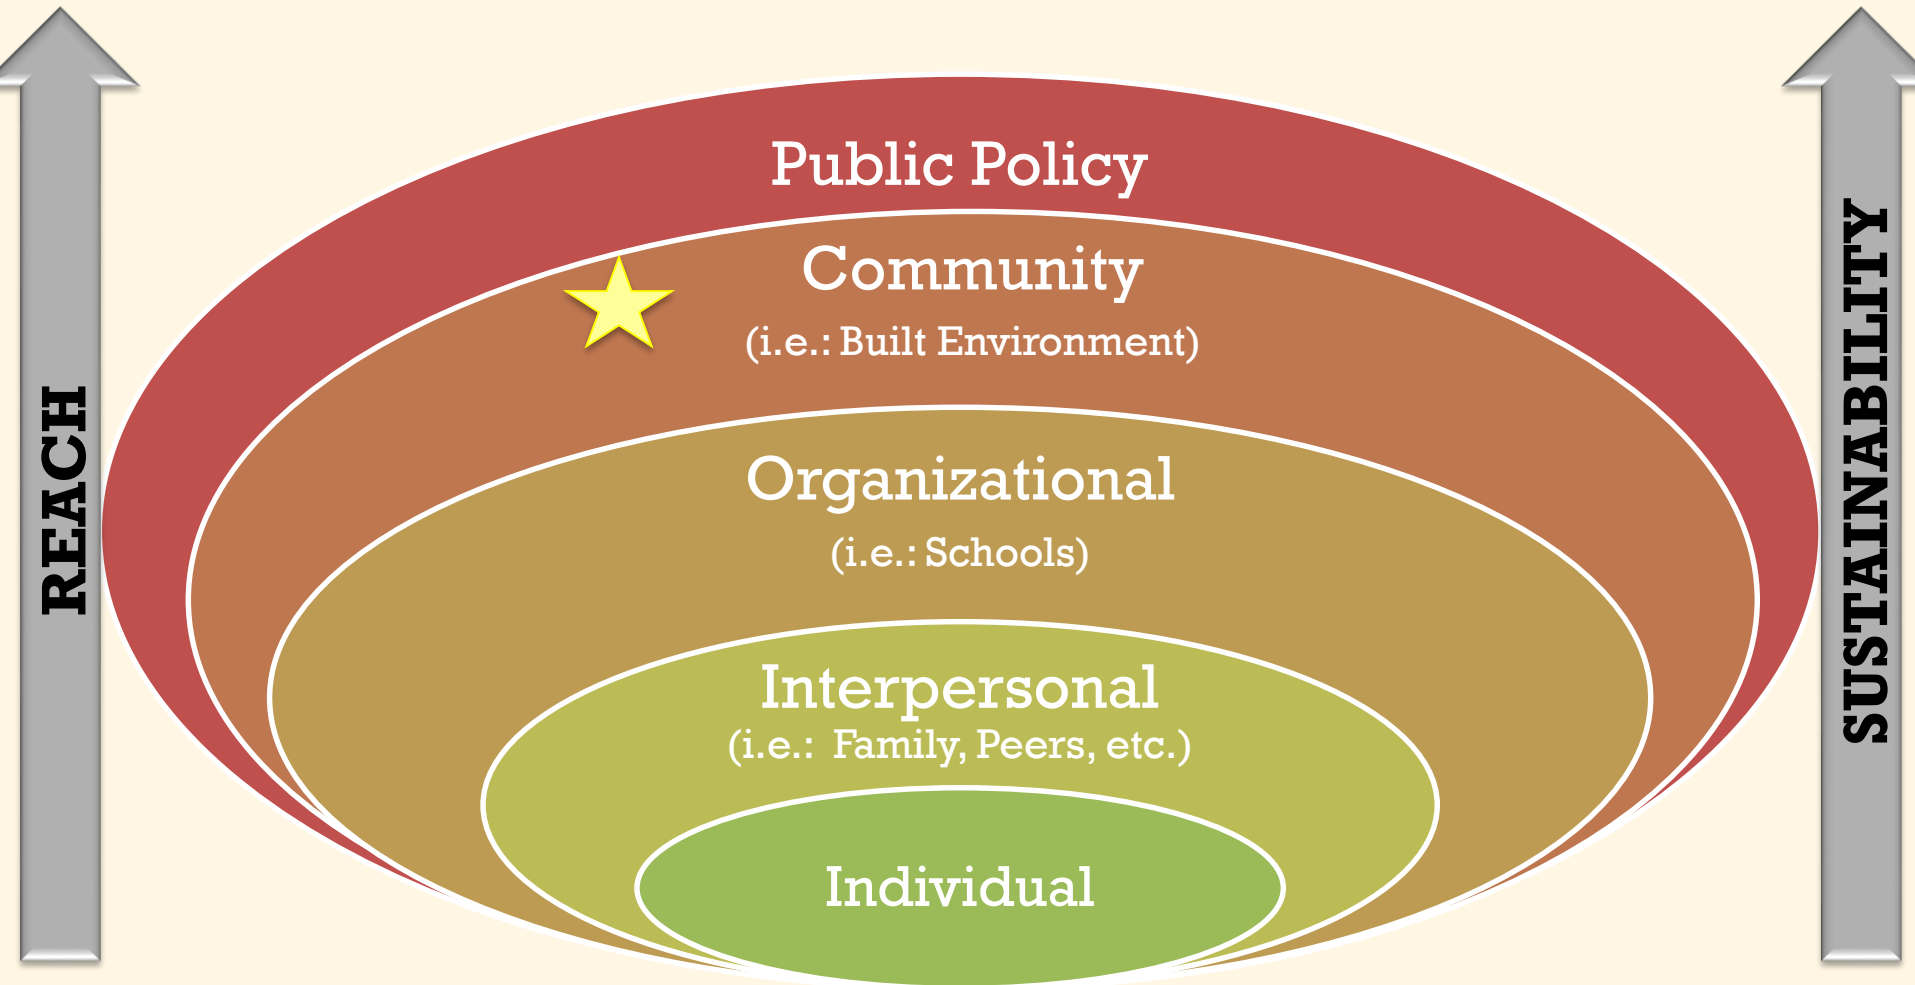 Public Policy
Community
(i.e.: Built Environment)
Organizational
(i.e.: Schools)
Interpersonal
(i.e.:  Family, Peers, etc.)
Individual
REACH
SUSTAINABILITY